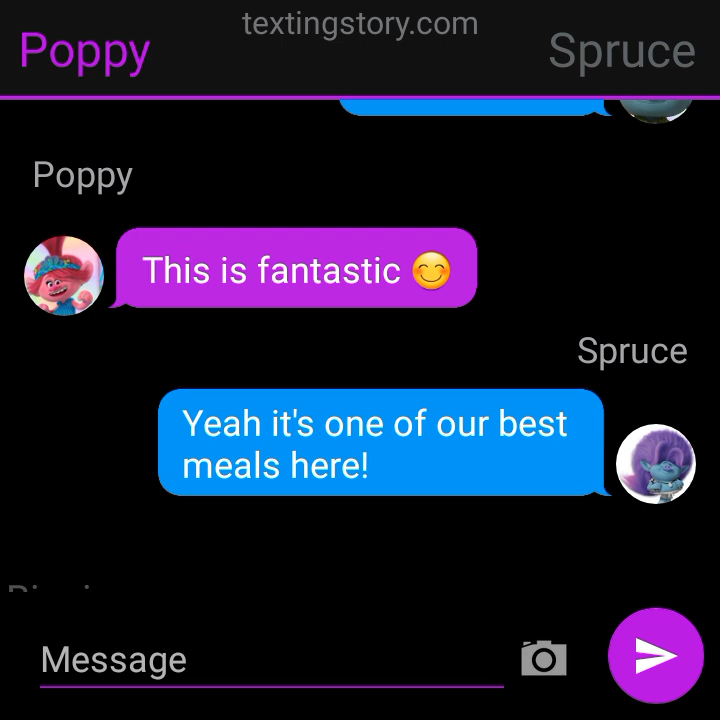 textingstory.com
Poppy
Spruce
Poppy
This is fantastic 😊
Spruce
Yeah it's one of our best
meals here!
Message